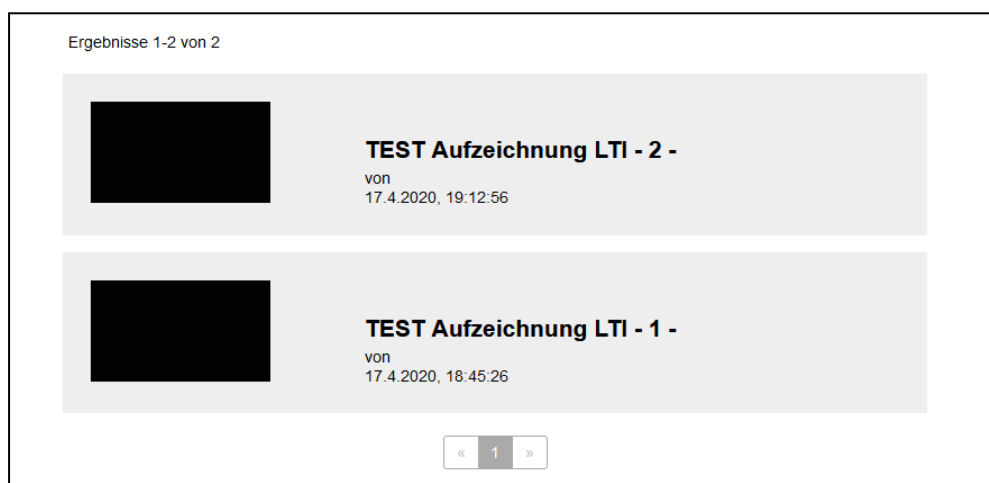 Ergebnisse 1-2 von 2
TEST Aufzeichnung LTI - 2 -
von
17.4.2020, 19:12:56
TEST Aufzeichnung LTI - 1 -
von
17.4.2020, 18:45:26
« 1 »